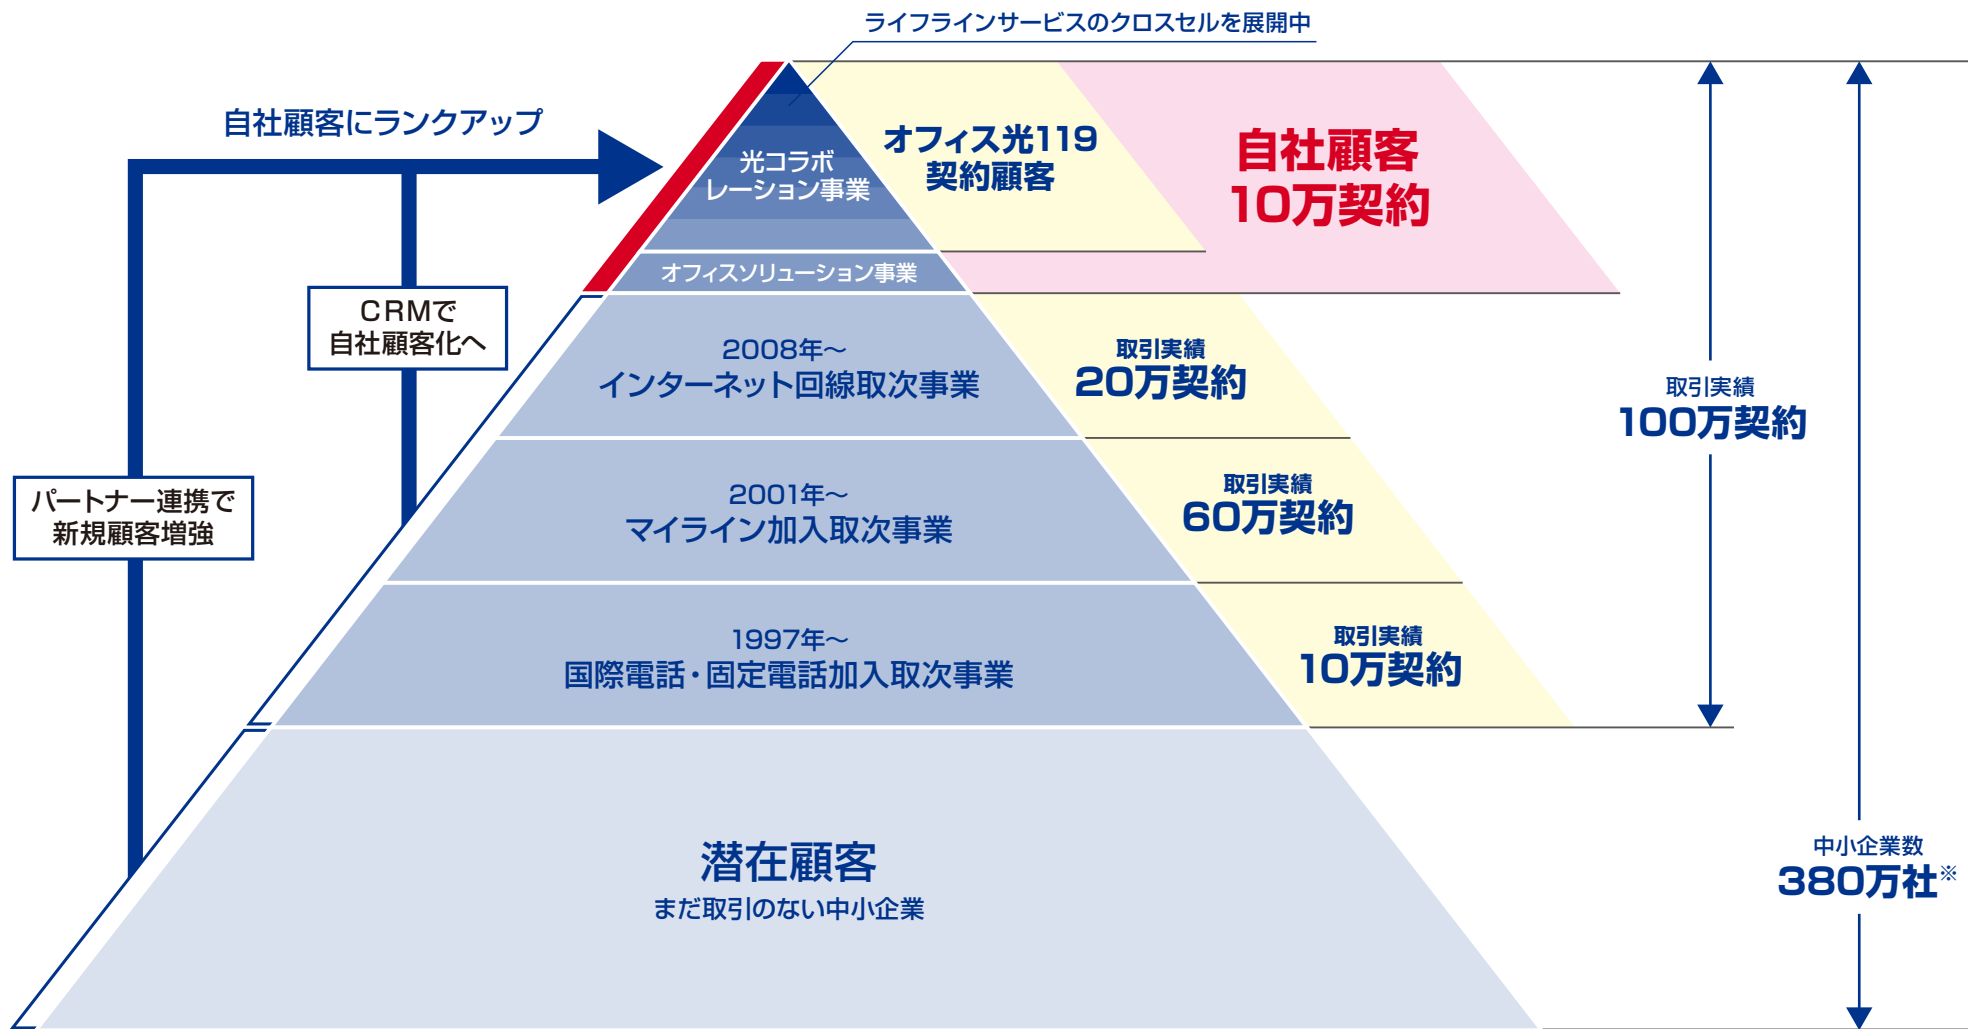 ライフラインサービスのクロスセルを展開中
自社顧客にランクアップ
光コラボ
レーション事業
オフィス光119
契約顧客
自社顧客
10万契約
オフィスソリューション事業
CRMで
自社顧客化へ
2008年～
インターネット回線取次事業
取引実績
20万契約
取引実績
100万契約
パートナー連携で
新規顧客増強
2001年～
マイライン加入取次事業
取引実績
60万契約
1997年～
国際電話・固定電話加入取次事業
取引実績
10万契約
潜在顧客
まだ取引のない中小企業
中小企業数
380万社※